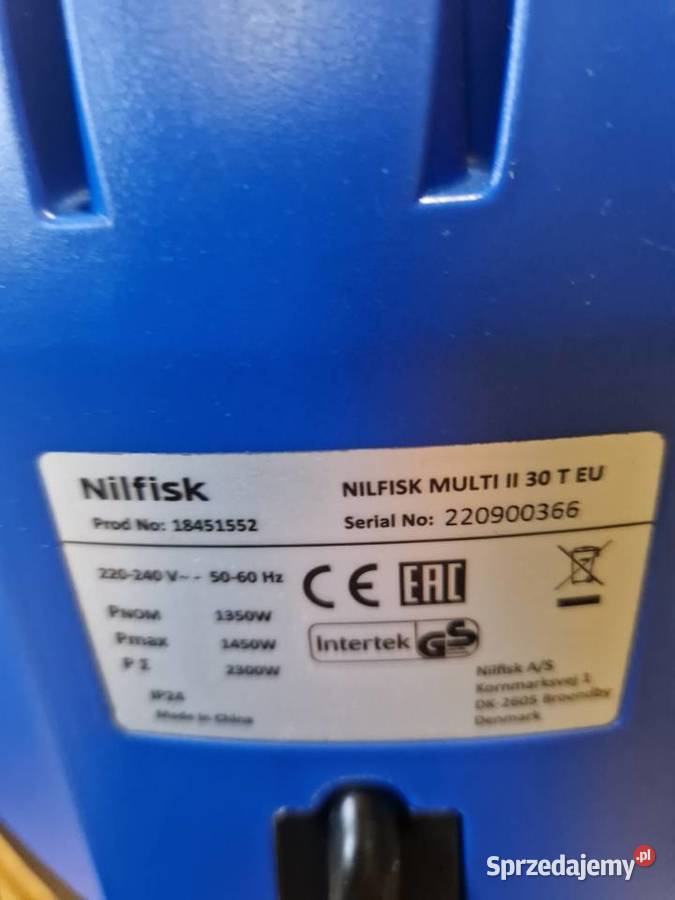 Nilfisk
NILFISK MULTI II 30 T EU
Prod No: 18451552
Serial No: 220900366
220-240 V~ - 50-60 Hz
CE EAC
PNOM 1350W
Pmax 1450W
P Σ 2300W
Intertek GS
IP24
Made in China
Nilfisk A/S
Kornmarksvej 1
DK-2605 Broendby
Denmark
Sprzedajemy.pl